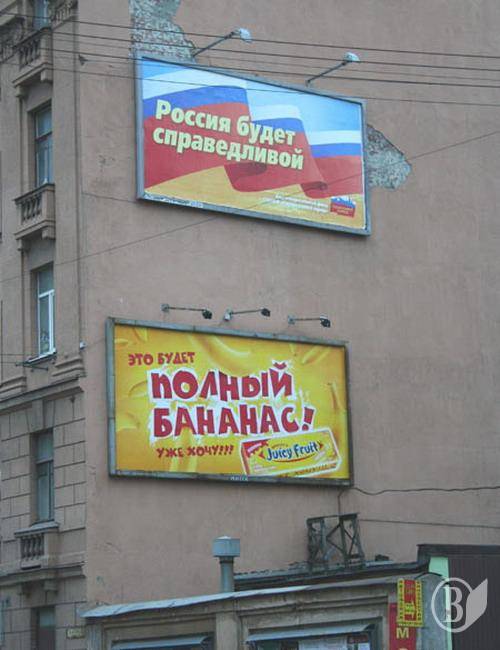 Россия будет
справедливой
ЭТО БУДЕТ
ПОЛНЫЙ
БАНАНАС!
УЖЕ ХОЧУ!!!
Juicy Fruit
В